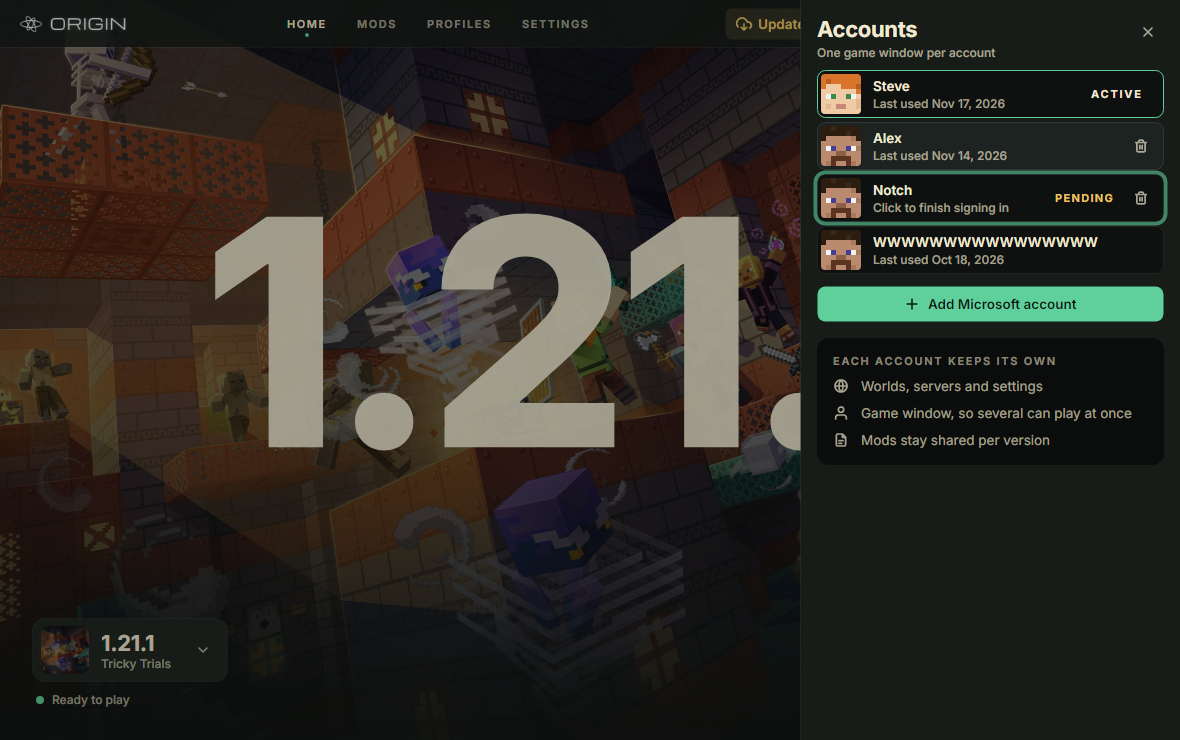 ORIGIN
HOME
MODS
PROFILES
SETTINGS
Update
1.21.
1.21.1
Tricky Trials
Ready to play
Accounts
One game window per account
Steve
Last used Nov 17, 2026
ACTIVE
Alex
Last used Nov 14, 2026
Notch
Click to finish signing in
PENDING
WWWWWWWWWWWWWWWW
Last used Oct 18, 2026
Add Microsoft account
EACH ACCOUNT KEEPS ITS OWN
Worlds, servers and settings
Game window, so several can play at once
Mods stay shared per version